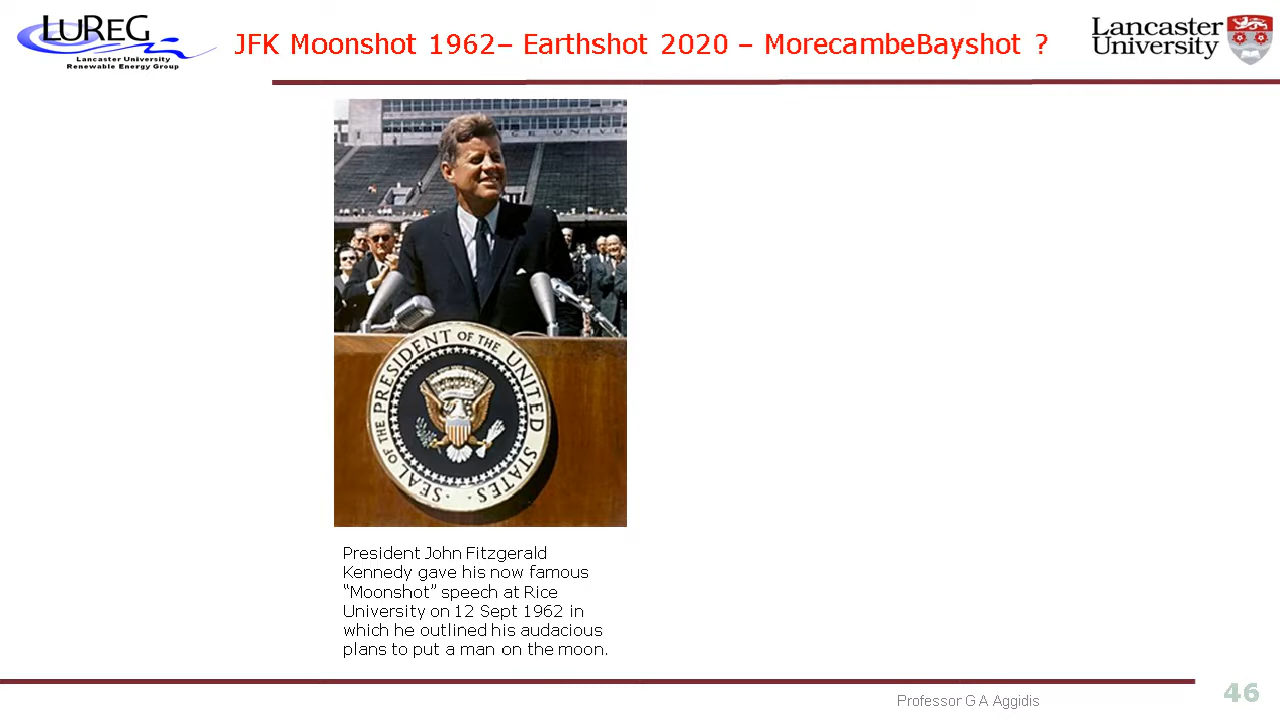 LUREG
Lancaster University
Renewable Energy Group
JFK Moonshot 1962– Earthshot 2020 – MorecambeBayshot ?
Lancaster
University
SEAL OF THE PRESIDENT OF THE UNITED STATES
President John Fitzgerald
Kennedy gave his now famous
“Moonshot” speech at Rice
University on 12 Sept 1962 in
which he outlined his audacious
plans to put a man on the moon.
Professor G A Aggidis
46